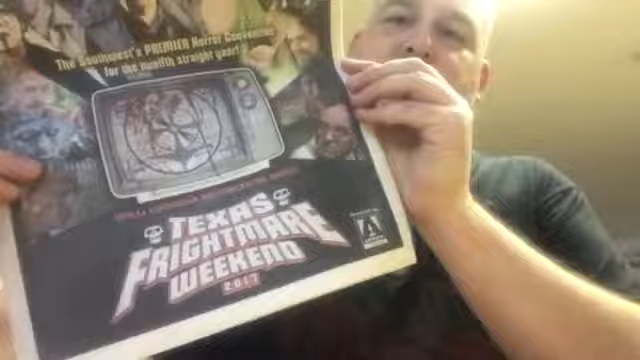 The Southwest's PREMIER Horror Convention
for the twelfth straight year!
TEXAS
FRIGHTMARE
WEEKEND
2017